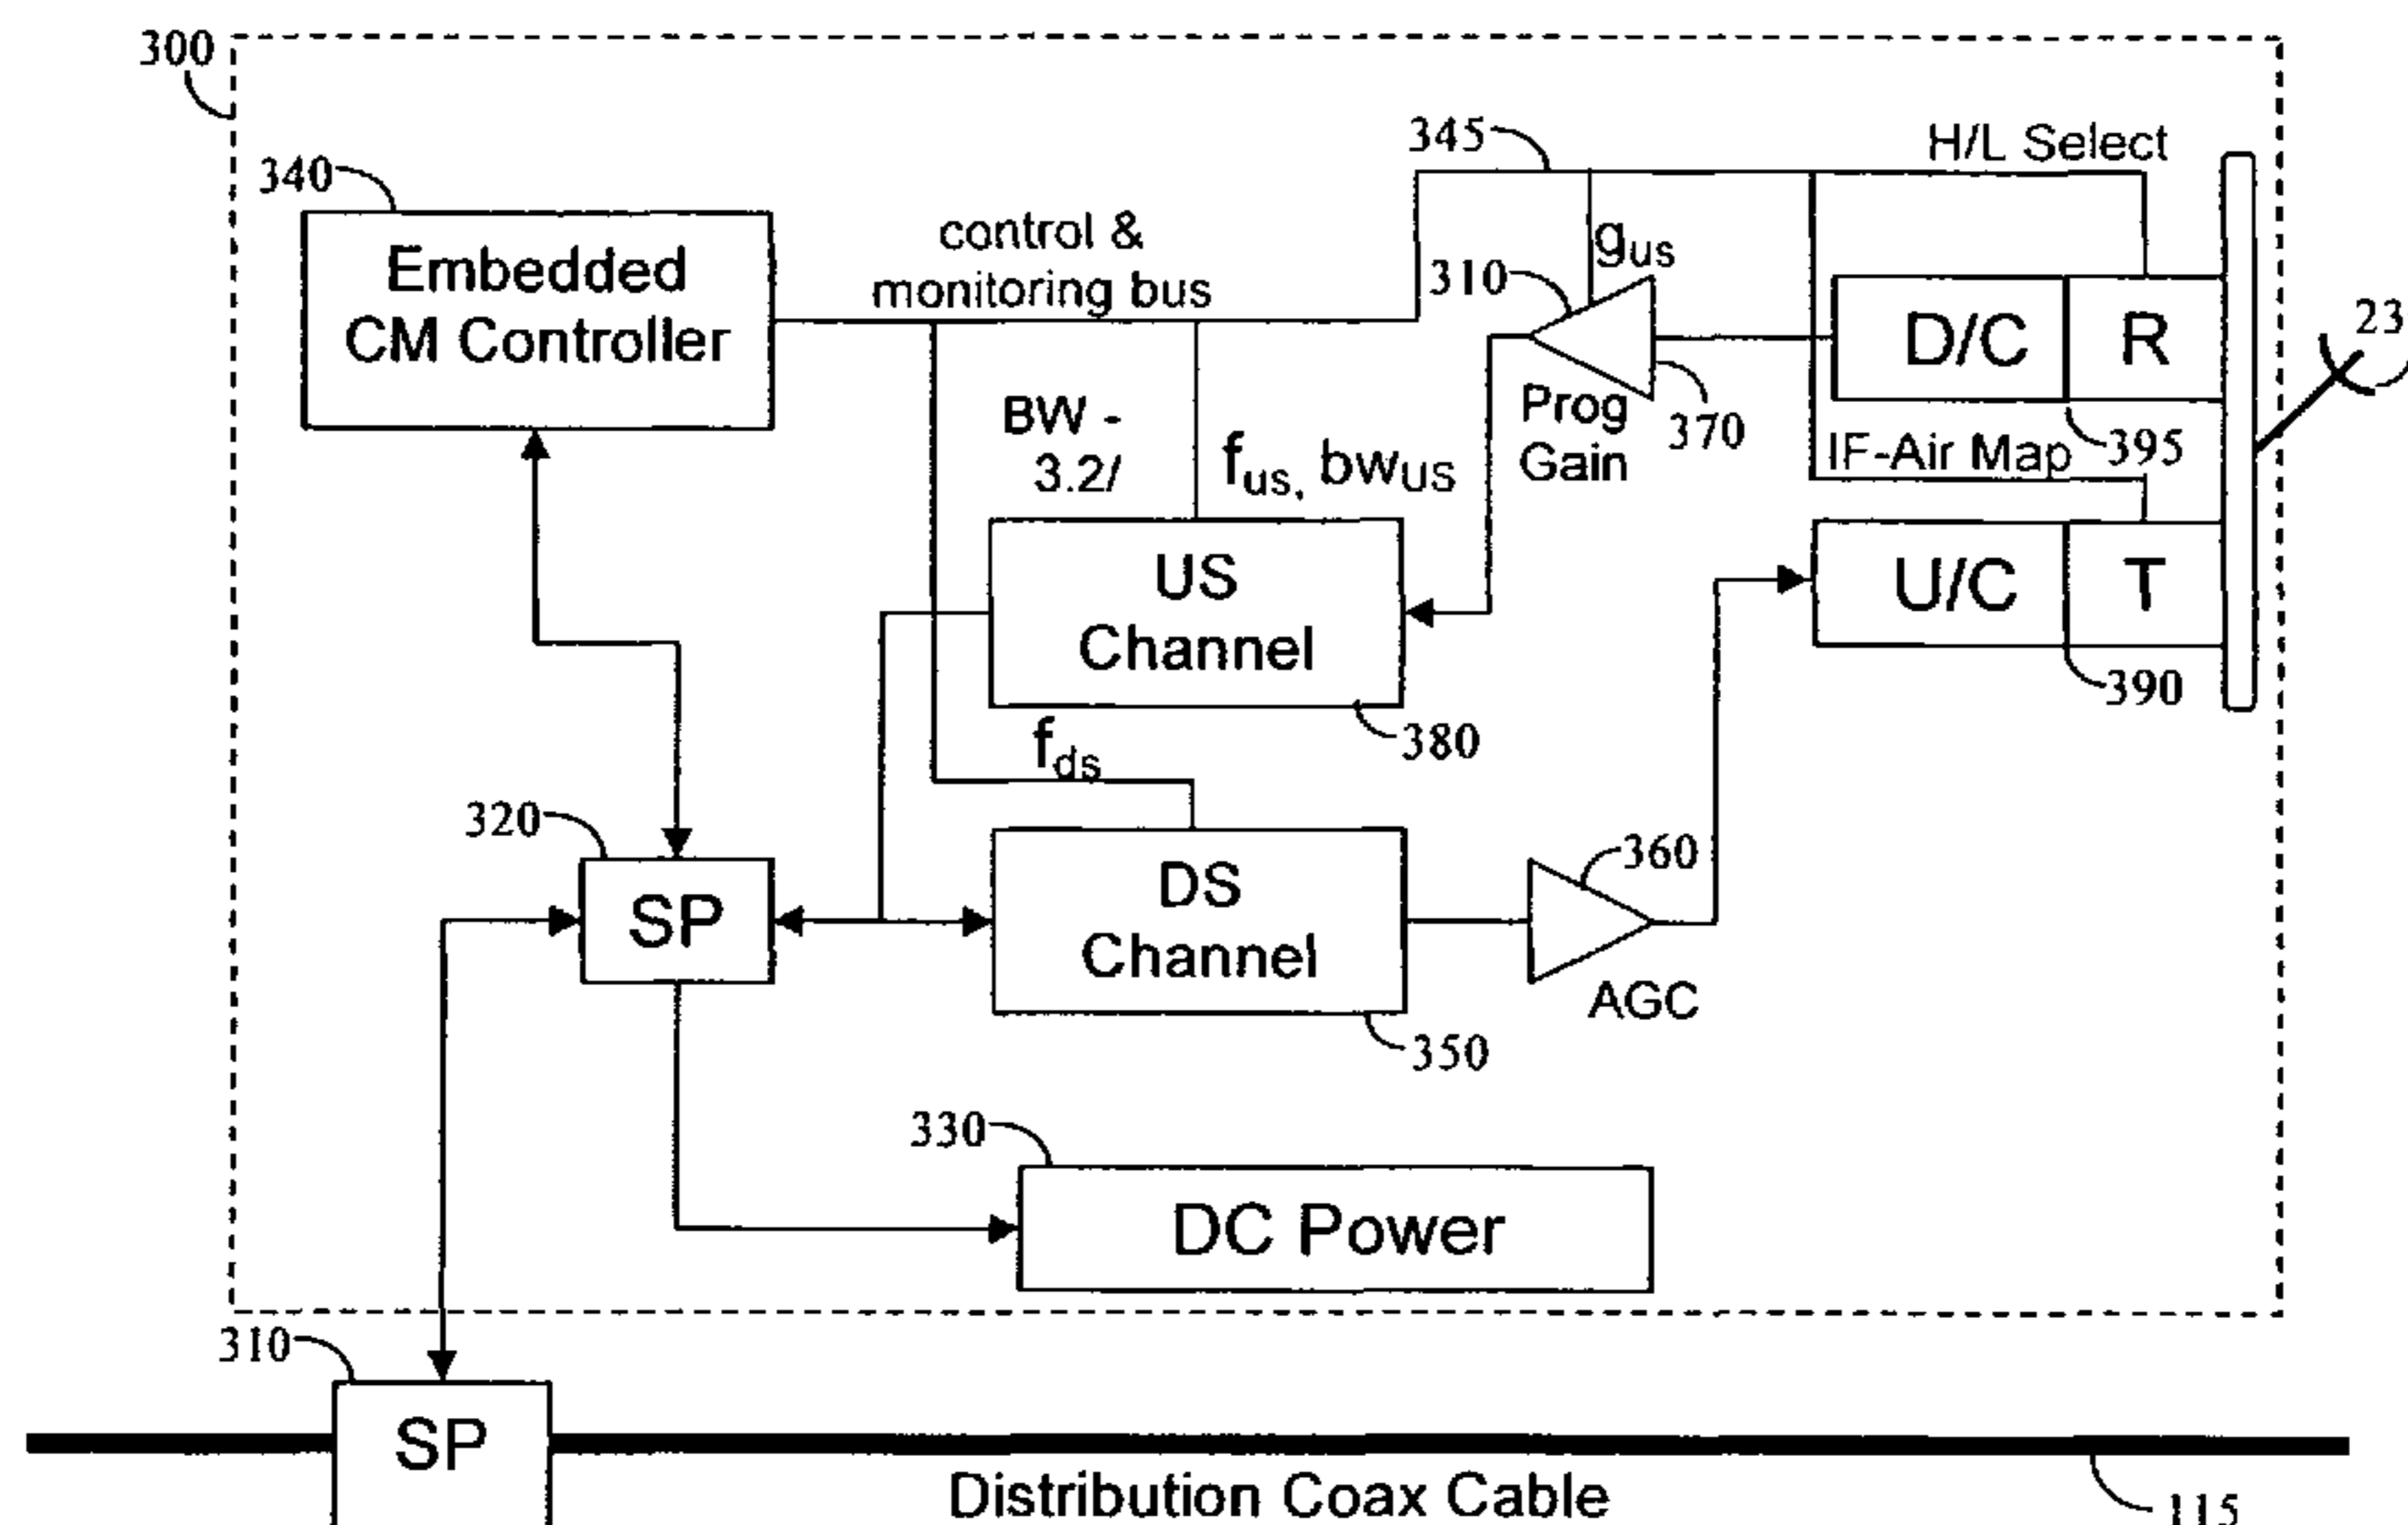 300
345
H/L Select
340
control &
monitoring bus
Embedded
CM Controller
310
gus
D/C
R
23
BW -
3.2/
fus, bwus
Prog
Gain
370
IF-Air Map
395
US
Channel
U/C
T
390
380
fds
320
SP
DS
Channel
360
AGC
350
330
DC Power
310
SP
Distribution Coax Cable
115